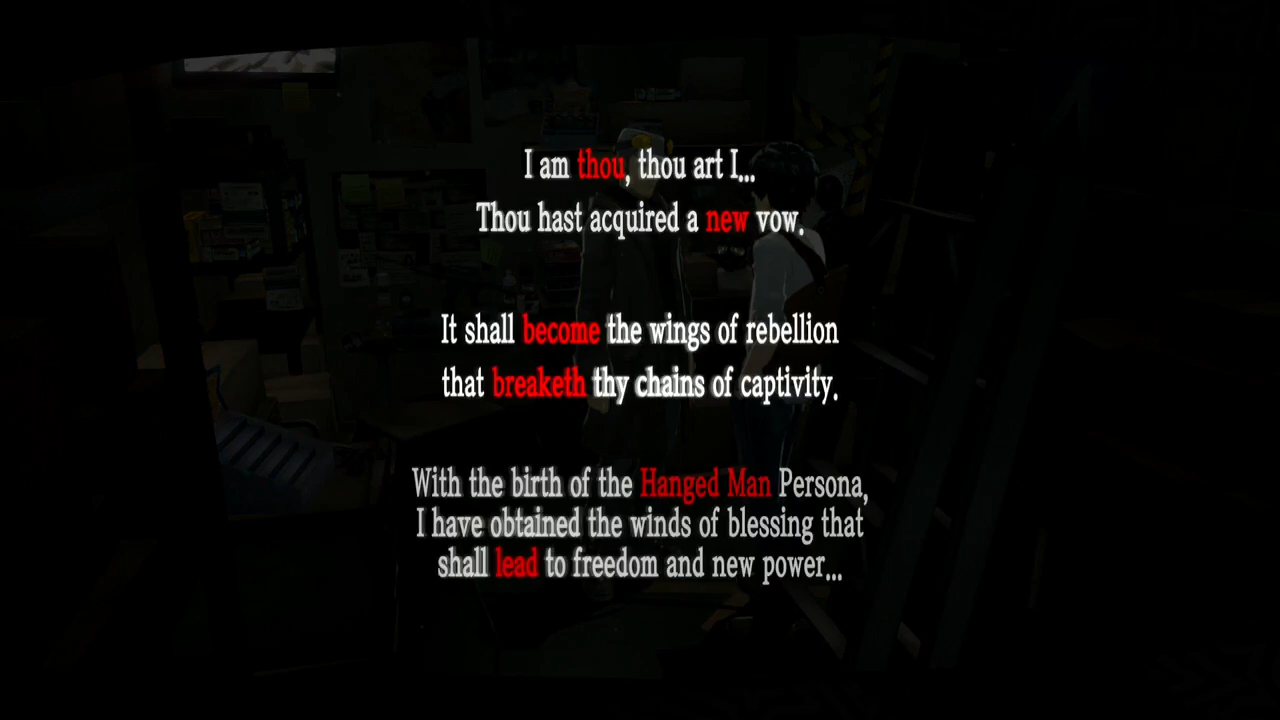 I am thou, thou art I...
Thou hast acquired a new vow.
It shall become the wings of rebellion
that breaketh thy chains of captivity.
With the birth of the Hanged Man Persona,
I have obtained the winds of blessing that
shall lead to freedom and new power...